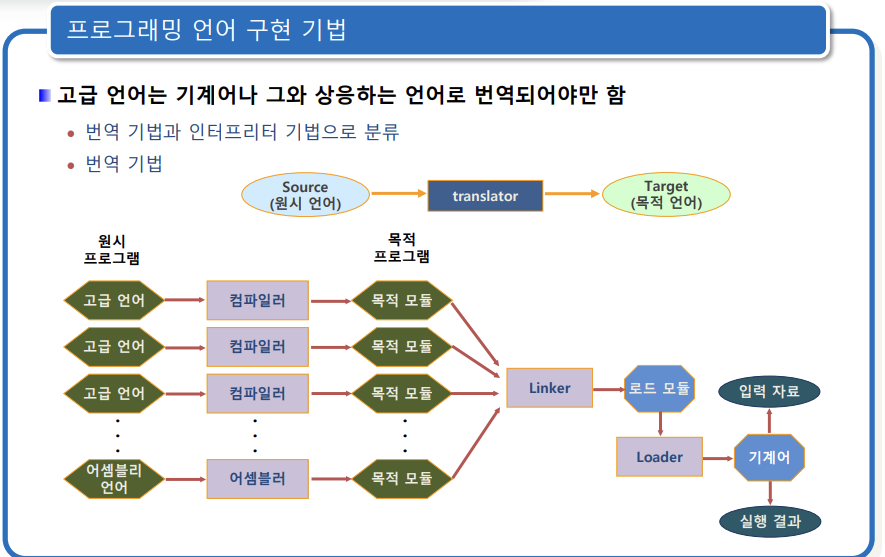 프로그래밍 언어 구현 기법
고급 언어는 기계어나 그와 상응하는 언어로 번역되어야만 함
번역 기법과 인터프리터 기법으로 분류
번역 기법
Source
(원시 언어)
translator
Target
(목적 언어)
원시
프로그램
목적
프로그램
고급 언어
컴파일러
목적 모듈
고급 언어
컴파일러
목적 모듈
고급 언어
컴파일러
목적 모듈
어셈블리
언어
어셈블러
목적 모듈
Linker
로드 모듈
입력 자료
Loader
기계어
실행 결과